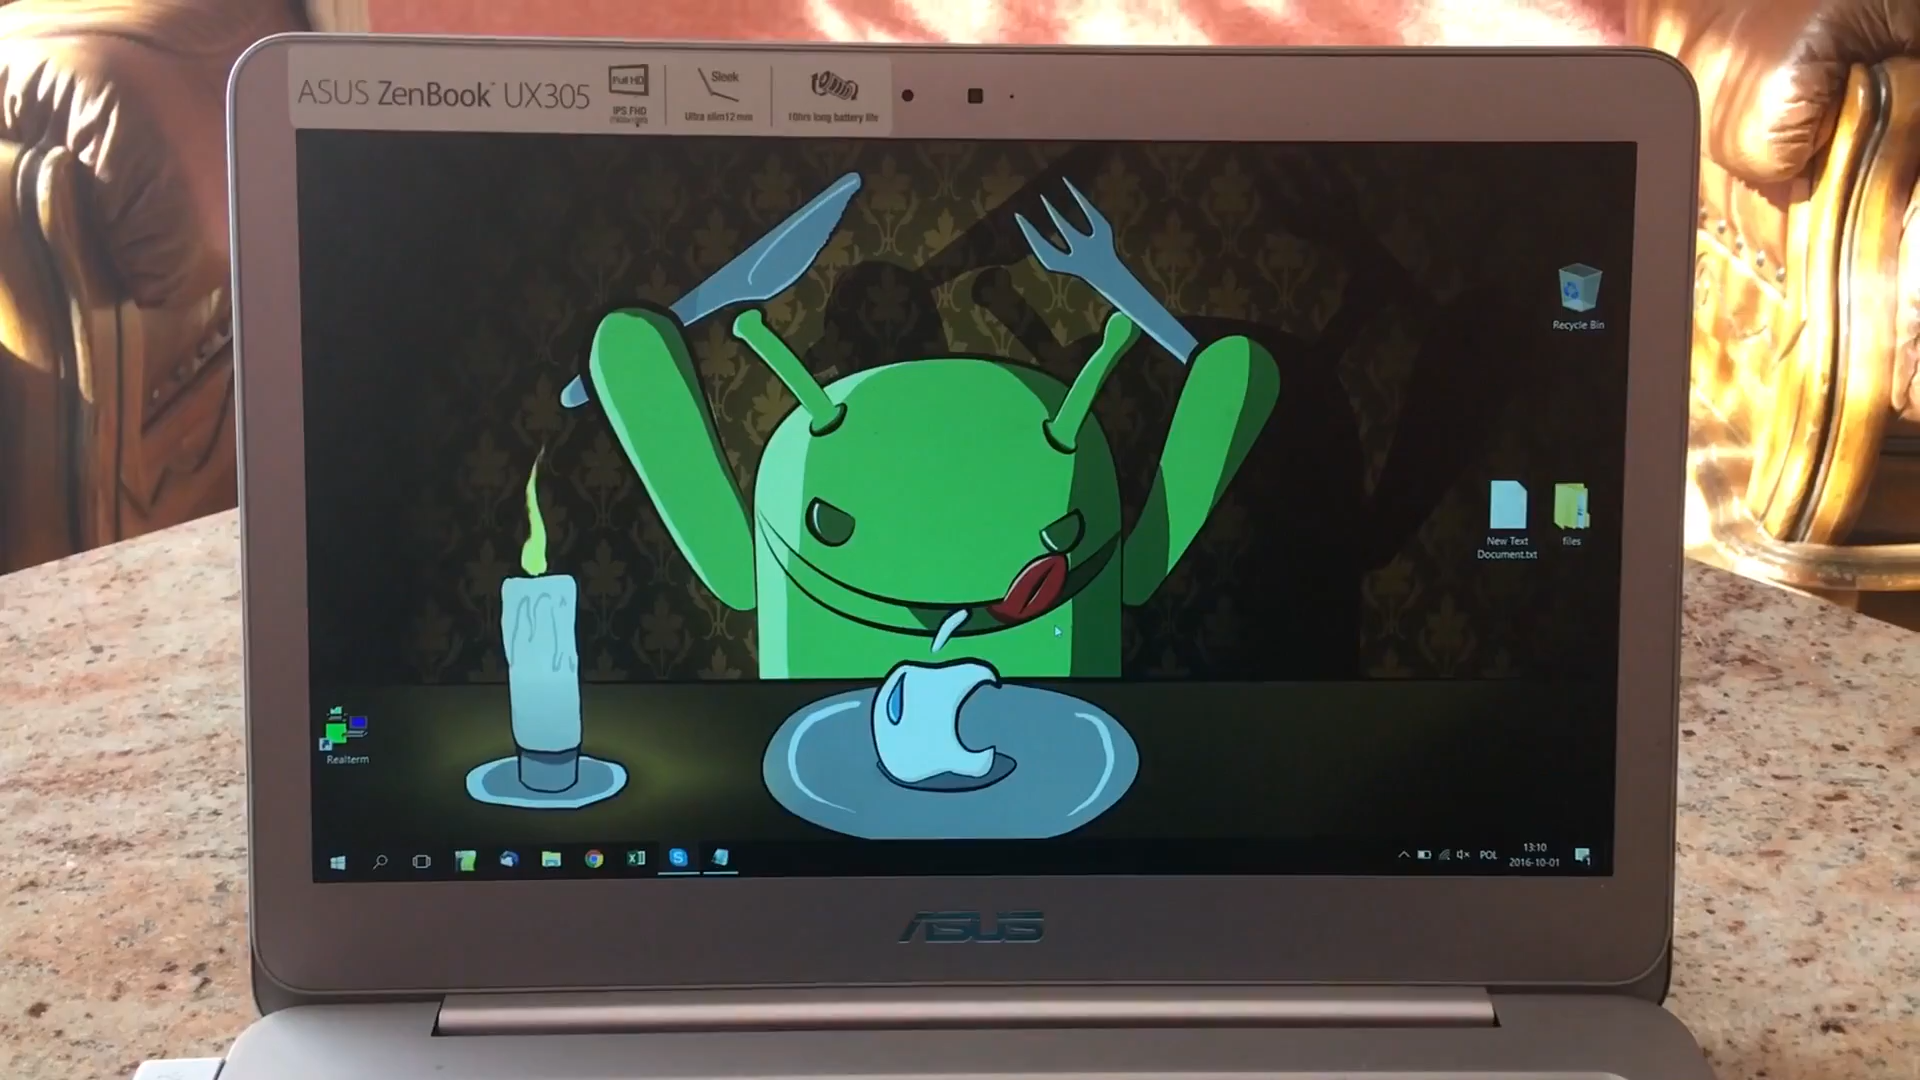 ASUS ZenBook UX305
Full HD
IPS FHD
Sleek
Ultra slim12 mm
10hrs long battery life
Recycle Bin
New Text
Document.txt
files
Realterm
POL
13:10
2016-10-01
1
ASUS